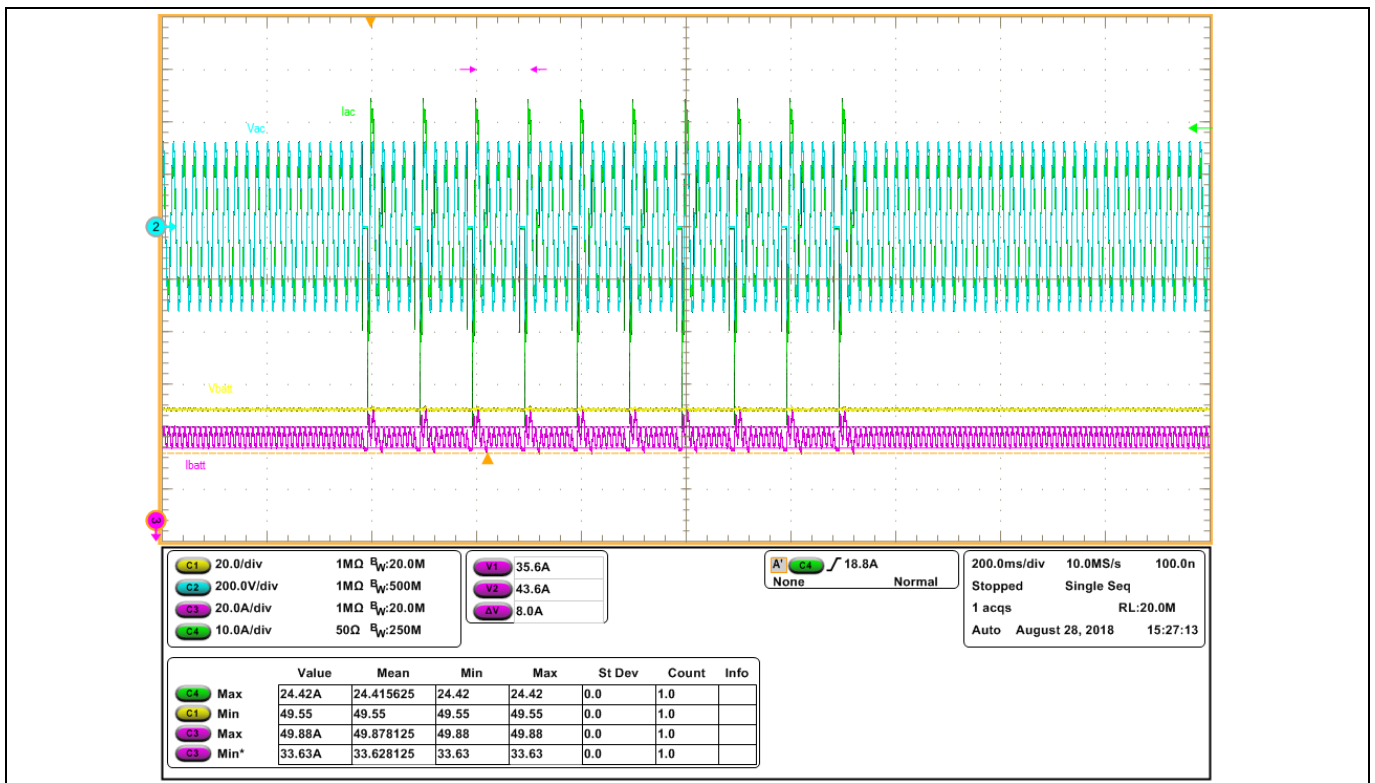 Iac
Vac
2
Vbatt
Ibatt
3
C1 20.0/div 1MΩ BW:20.0M
C2 200.0V/div 1MΩ BW:500M
C3 20.0A/div 1MΩ BW:20.0M
C4 10.0A/div 50Ω BW:250M
V1 35.6A
V2 43.6A
ΔV 8.0A
A' C4 18.8A
None Normal
200.0ms/div 10.0MS/s 100.0n
Stopped Single Seq
1 acqs RL:20.0M
Auto August 28, 2018 15:27:13
Value Mean Min Max St Dev Count Info
C4 Max 24.42A 24.415625 24.42 24.42 0.0 1.0
C1 Min 49.55 49.55 49.55 49.55 0.0 1.0
C3 Max 49.88A 49.878125 49.88 49.88 0.0 1.0
C3 Min* 33.63A 33.628125 33.63 33.63 0.0 1.0